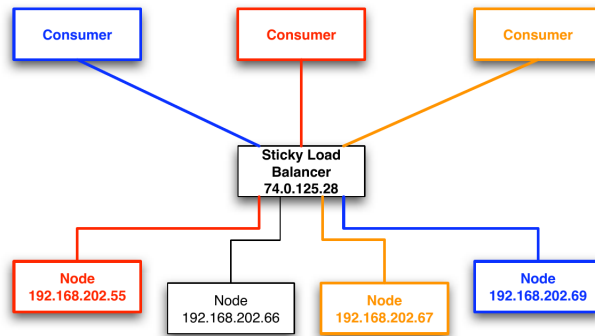 Consumer
Consumer
Consumer
Sticky Load
Balancer
74.0.125.28
Node
192.168.202.55
Node
192.168.202.66
Node
192.168.202.67
Node
192.168.202.69